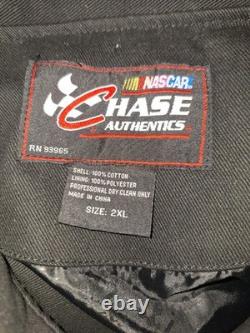 NASCAR
CHASE
AUTHENTICS
RN 93965
SHELL: 100% COTTON
LINING: 100% POLYESTER
PROFESSIONAL DRY CLEAN ONLY
MADE IN CHINA
SIZE: 2XL